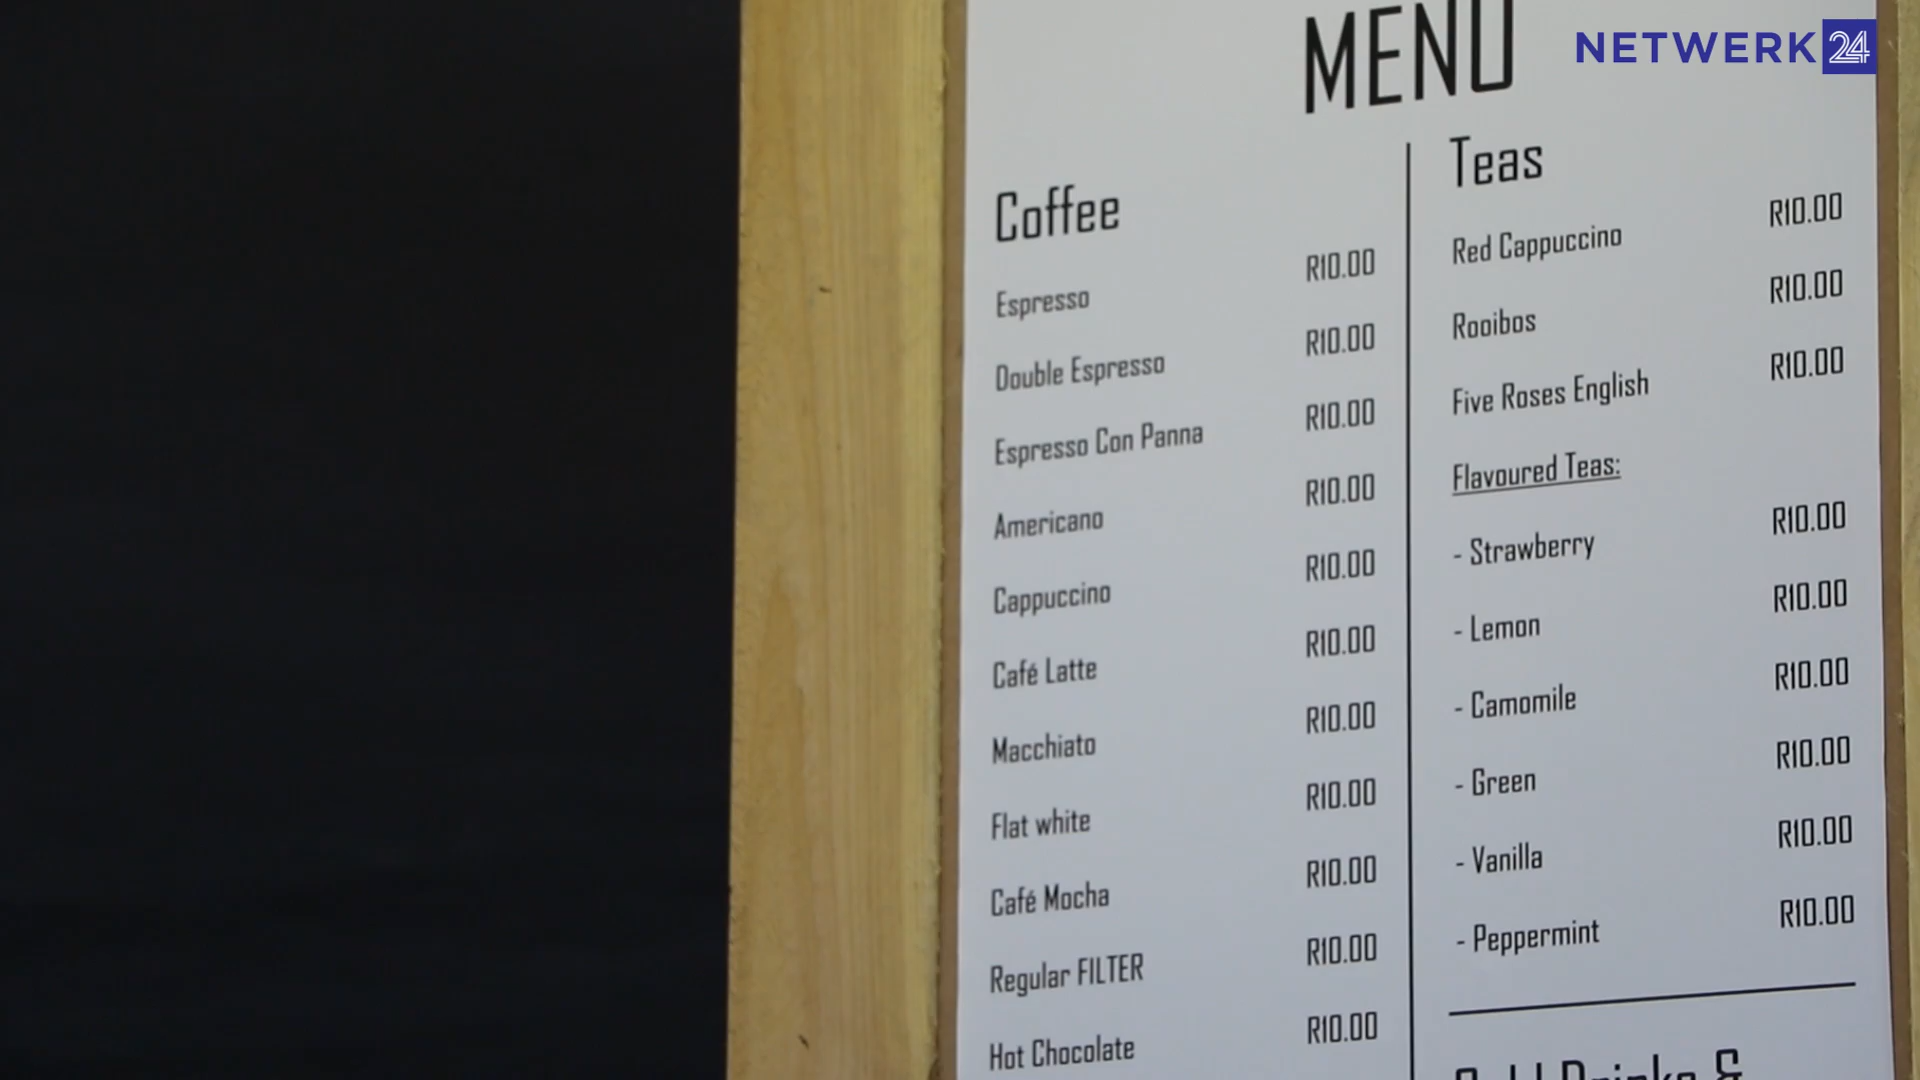 NETWERK24
MENU
Coffee
Espresso R10.00
Double Espresso R10.00
Espresso Con Panna R10.00
Americano R10.00
Cappuccino R10.00
Café Latte R10.00
Macchiato R10.00
Flat white R10.00
Café Mocha R10.00
Regular FILTER R10.00
Hot Chocolate R10.00
Teas
Red Cappuccino R10.00
Rooibos R10.00
Five Roses English R10.00
Flavoured Teas:
- Strawberry R10.00
- Lemon R10.00
- Camomile R10.00
- Green R10.00
- Vanilla R10.00
- Peppermint R10.00
Cold Drinks &